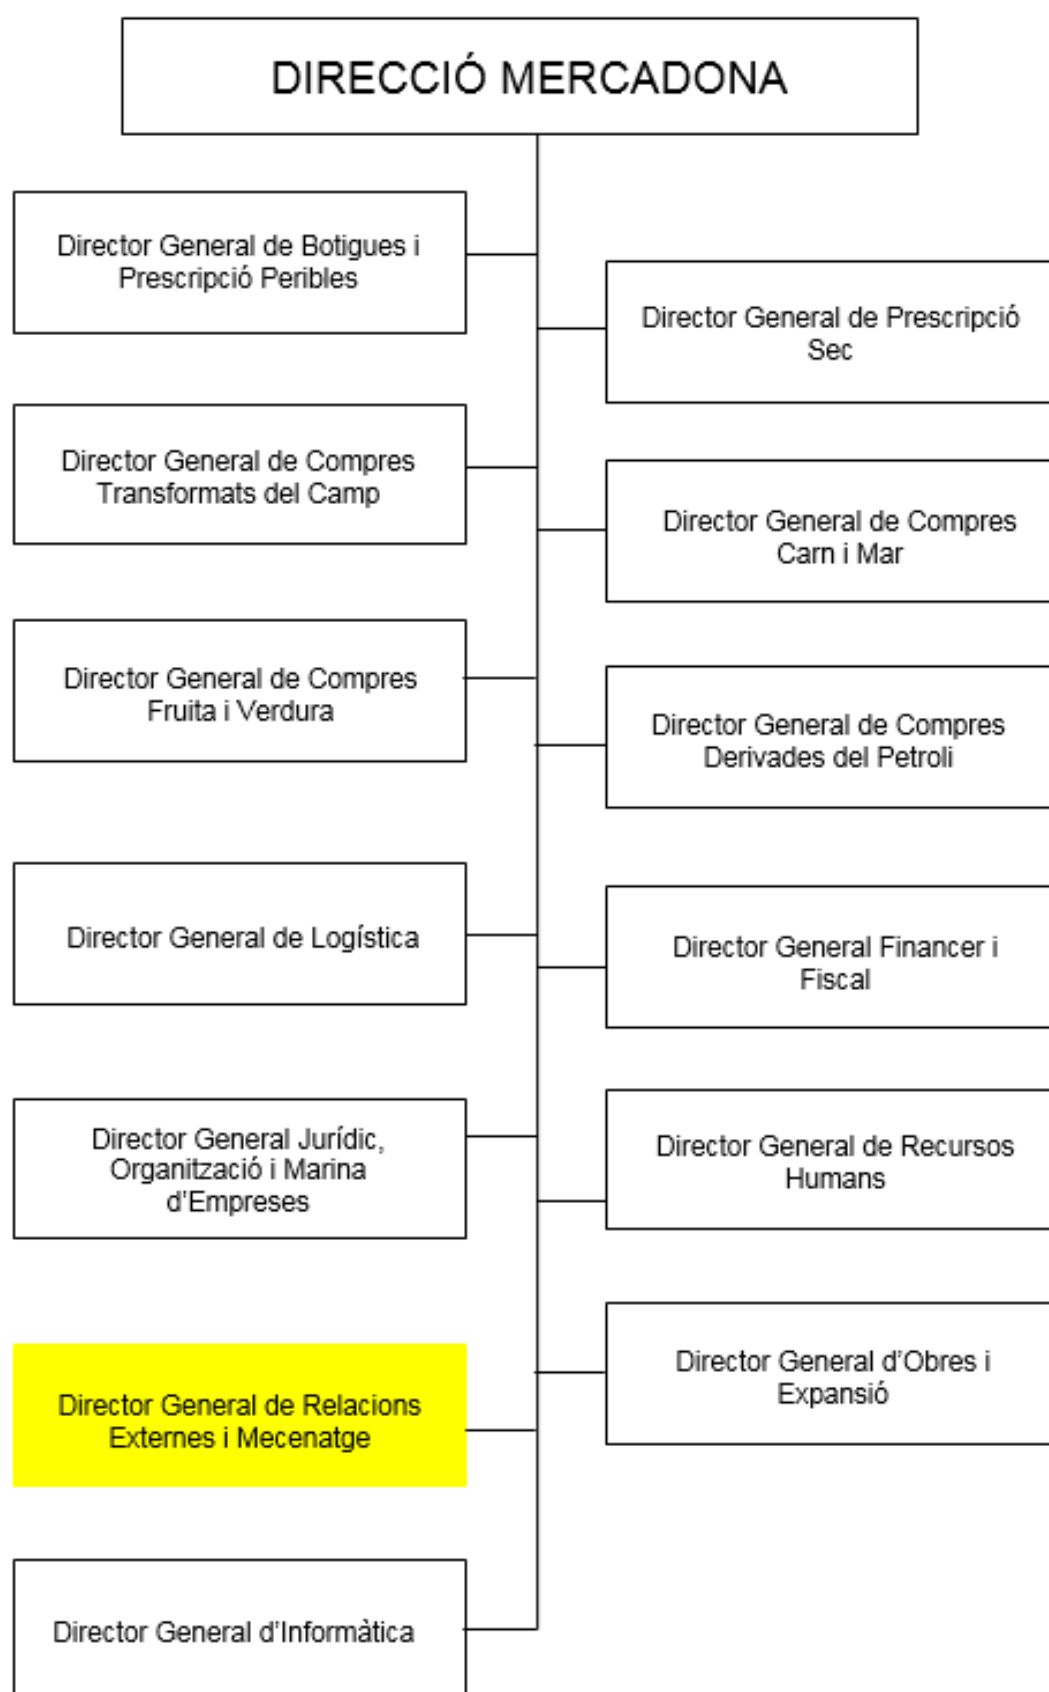 DIRECCIÓ MERCADONA
Director General de Botigues i
Prescripció Peribles
Director General de Prescripció
Sec
Director General de Compres
Transformats del Camp
Director General de Compres
Carn i Mar
Director General de Compres
Fruita i Verdura
Director General de Compres
Derivades del Petroli
Director General de Logística
Director General Financer i
Fiscal
Director General Jurídic,
Organització i Marina
d'Empreses
Director General de Recursos
Humans
Director General d'Obres i
Expansió
Director General de Relacions
Externes i Mecenatge
Director General d'Informàtica